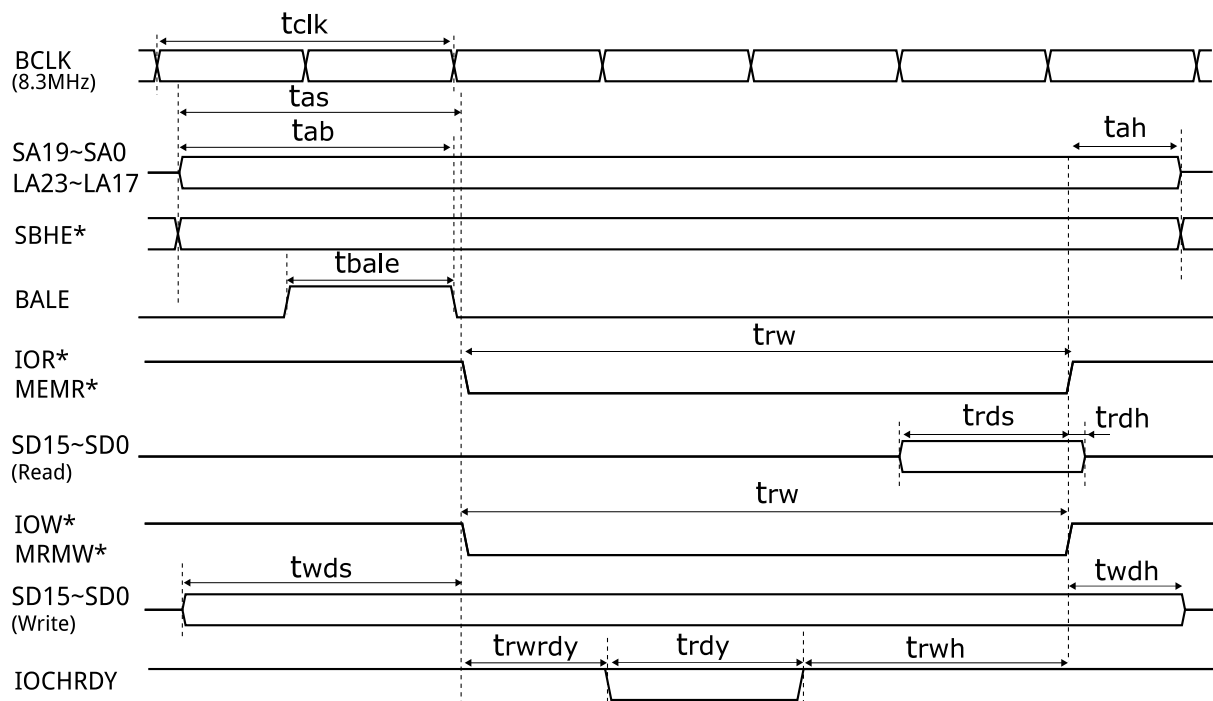 tclk
BCLK
(8.3MHz)
tas
tab
tah
SA19~SA0
LA23~LA17
SBHE*
tbale
BALE
trw
IOR*
MEMR*
trds
trdh
SD15~SD0
(Read)
trw
IOW*
MRMW*
twds
twdh
SD15~SD0
(Write)
trwrdy
trdy
trwh
IOCHRDY